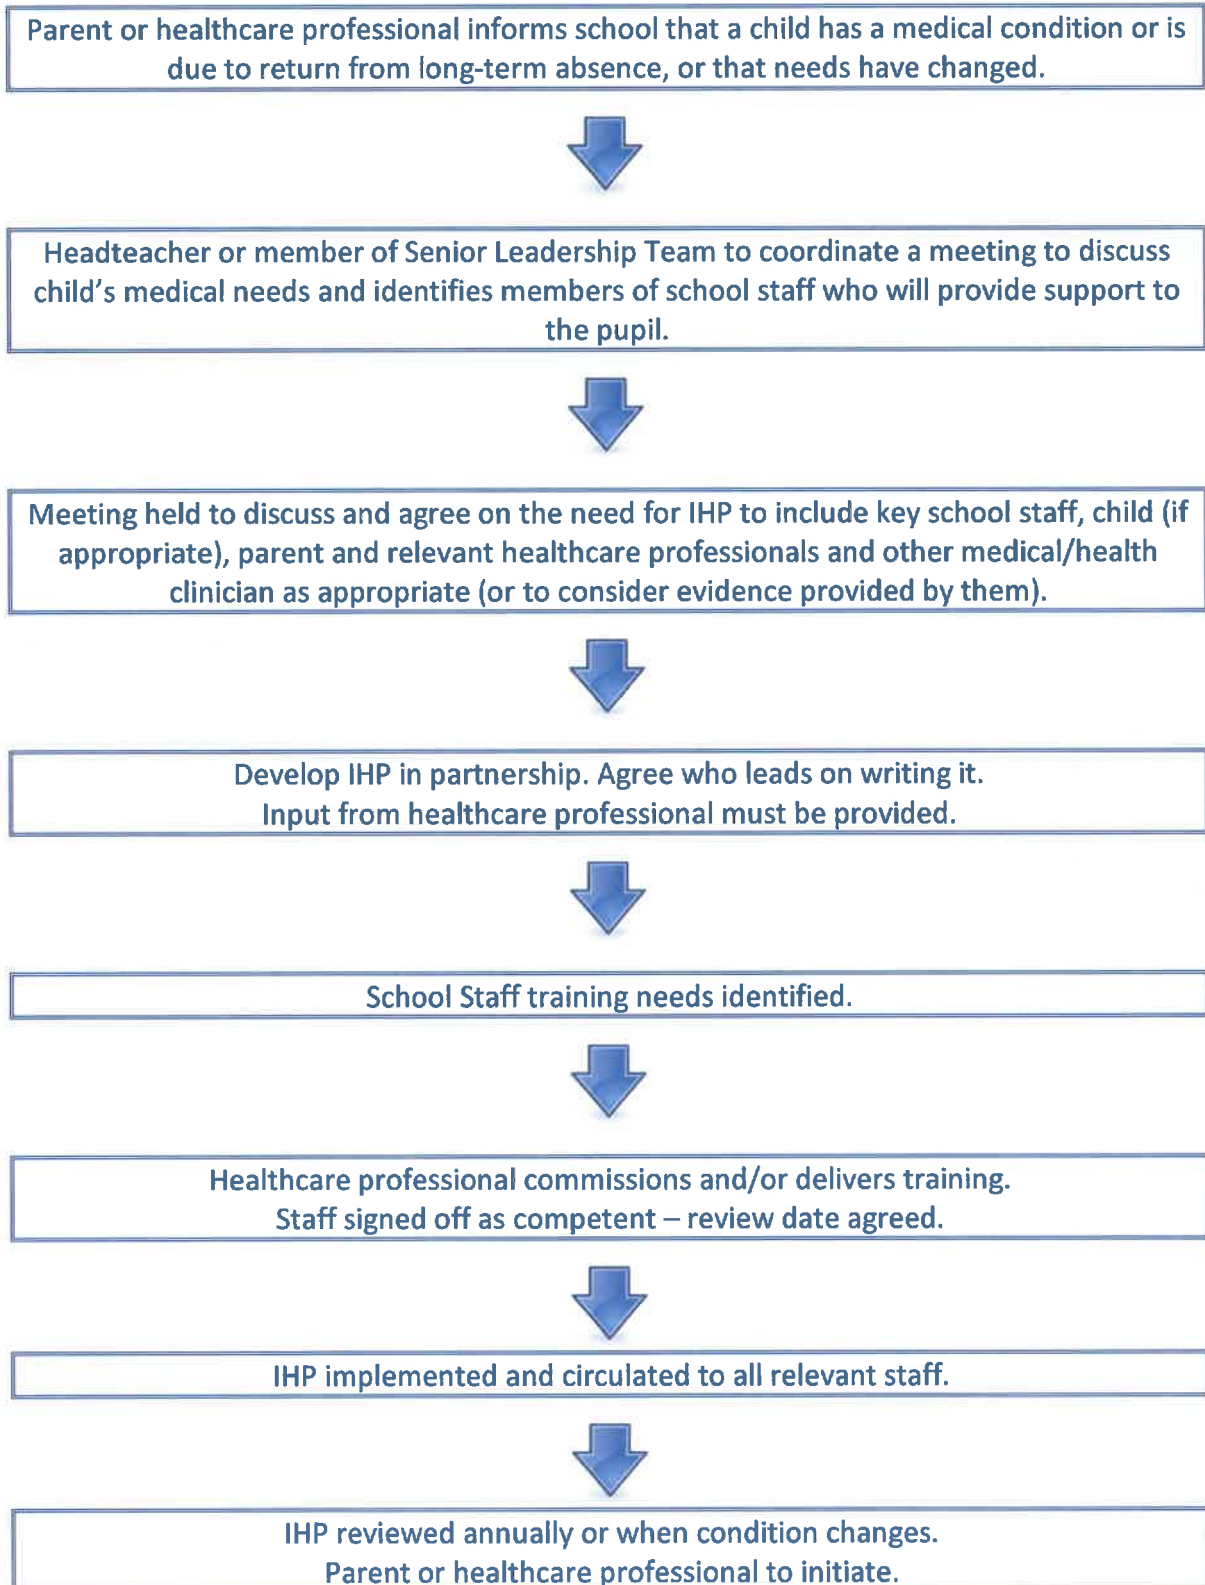 Parent or healthcare professional informs school that a child has a medical condition or is
due to return from long-term absence, or that needs have changed.
Headteacher or member of Senior Leadership Team to coordinate a meeting to discuss
child's medical needs and identifies members of school staff who will provide support to
the pupil.
Meeting held to discuss and agree on the need for IHP to include key school staff, child (if
appropriate), parent and relevant healthcare professionals and other medical/health
clinician as appropriate (or to consider evidence provided by them).
Develop IHP in partnership. Agree who leads on writing it.
Input from healthcare professional must be provided.
School Staff training needs identified.
Healthcare professional commissions and/or delivers training.
Staff signed off as competent – review date agreed.
IHP implemented and circulated to all relevant staff.
IHP reviewed annually or when condition changes.
Parent or healthcare professional to initiate.